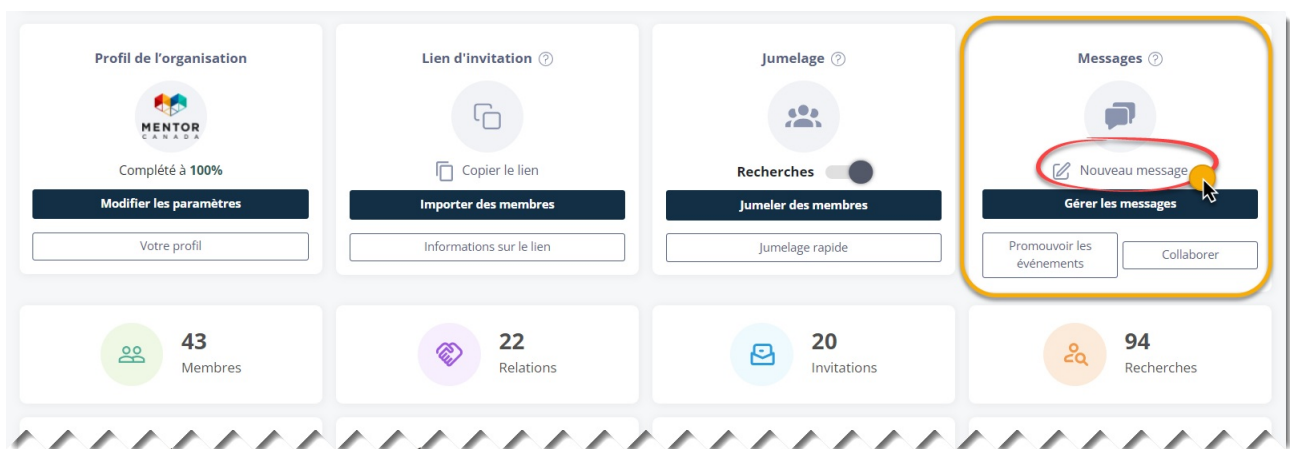 Profil de l’organisation
MENTOR
CANADA
Complété à 100%
Modifier les paramètres
Votre profil
Lien d'invitation ?
Copier le lien
Importer des membres
Informations sur le lien
Jumelage ?
Recherches
Jumeler des membres
Jumelage rapide
Messages ?
Nouveau message
Gérer les messages
Promouvoir les
événements
Collaborer
43
Membres
22
Relations
20
Invitations
94
Recherches